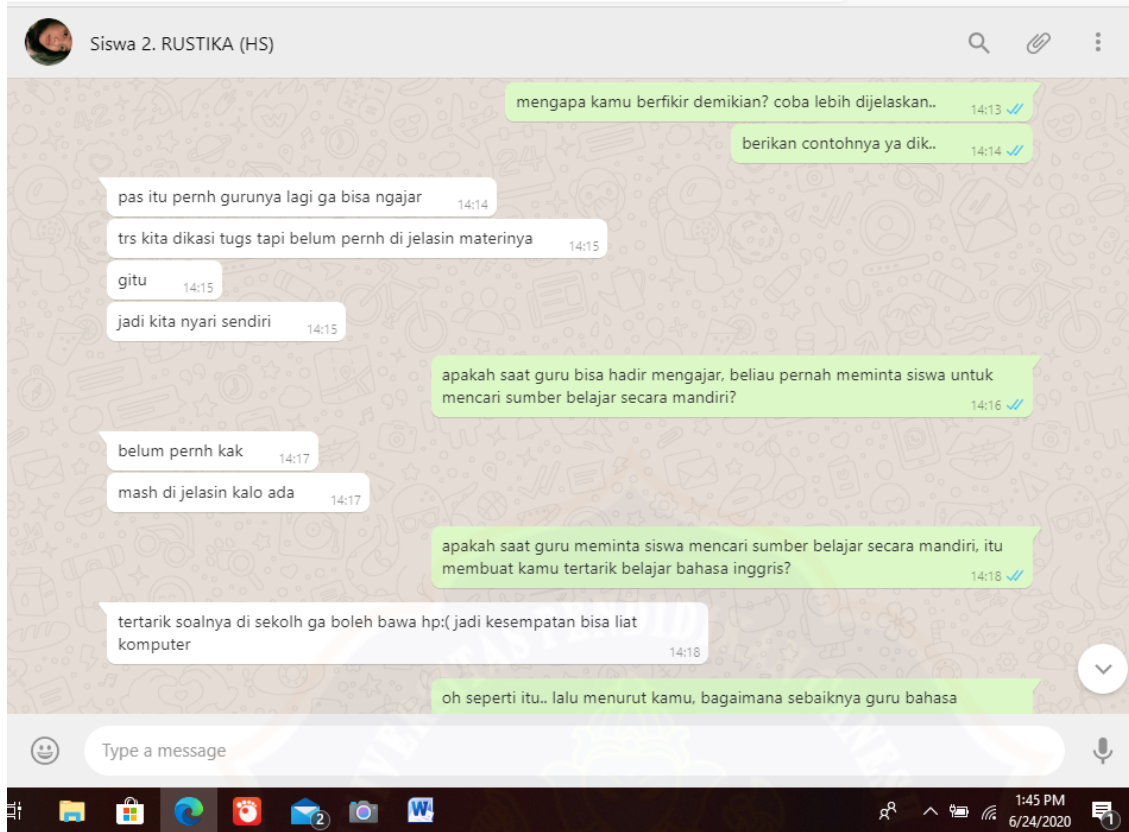 Siswa 2. RUSTIKA (HS)
mengapa kamu berfikir demikian? coba lebih dijelaskan..
14:13
berikan contohnya ya dik..
14:14
pas itu pernh gurunya lagi ga bisa ngajar
14:14
trs kita dikasi tugs tapi belum pernh di jelasin materinya
14:15
gitu
14:15
jadi kita nyari sendiri
14:15
apakah saat guru bisa hadir mengajar, beliau pernah meminta siswa untuk
mencari sumber belajar secara mandiri?
14:16
belum pernh kak
14:17
mash di jelasin kalo ada
14:17
apakah saat guru meminta siswa mencari sumber belajar secara mandiri, itu
membuat kamu tertarik belajar bahasa inggris?
14:18
tertarik soalnya di sekolh ga boleh bawa hp:( jadi kesempatan bisa liat
komputer
14:18
oh seperti itu.. lalu menurut kamu, bagaimana sebaiknya guru bahasa
Type a message
2
W
1:45 PM
6/24/2020
1